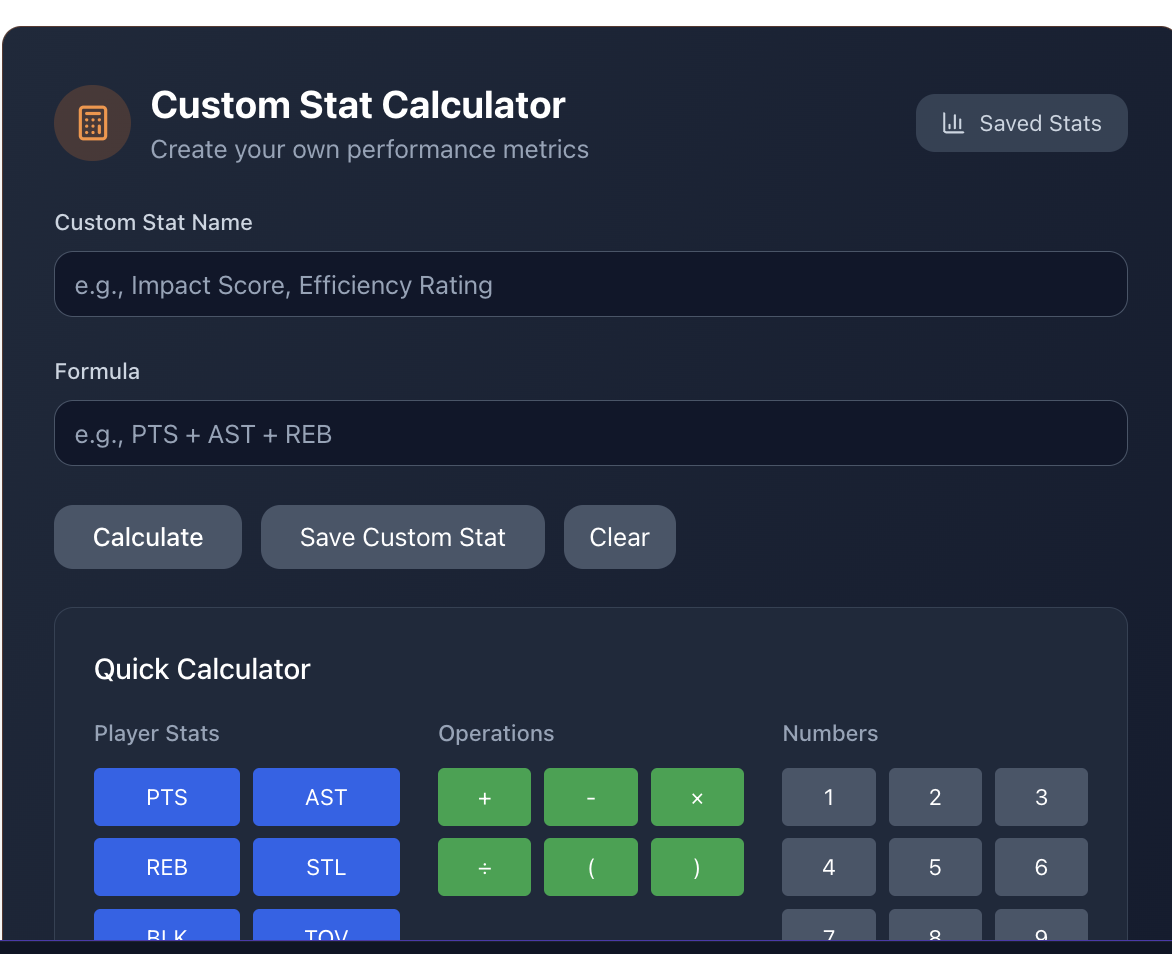 Custom Stat Calculator
Create your own performance metrics
Saved Stats
Custom Stat Name
e.g., Impact Score, Efficiency Rating
Formula
e.g., PTS + AST + REB
Calculate Save Custom Stat Clear
Quick Calculator
Player Stats Operations Numbers
PTS AST + - × 1 2 3
REB STL ÷ ( ) 4 5 6
BLK TOV 7 8 9